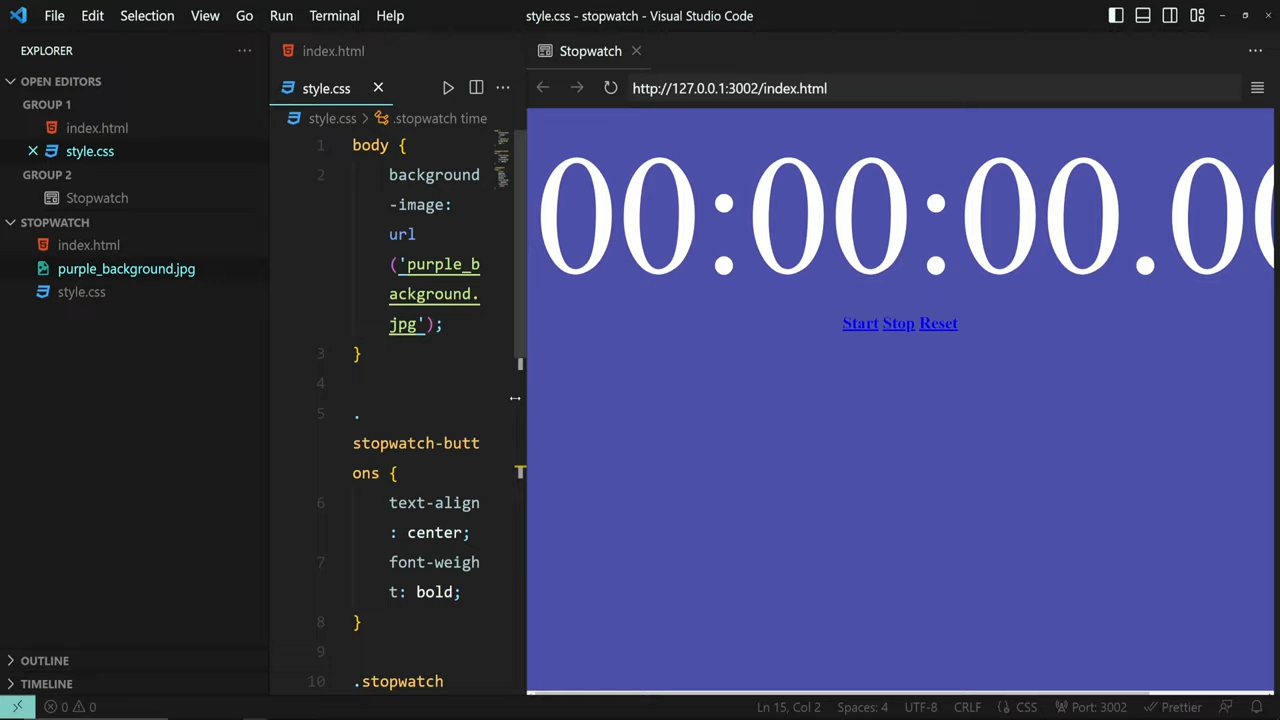 File Edit Selection View Go Run Terminal Help
style.css - stopwatch - Visual Studio Code
EXPLORER
OPEN EDITORS
GROUP 1
index.html
style.css
GROUP 2
Stopwatch
STOPWATCH
index.html
purple_background.jpg
style.css
OUTLINE
TIMELINE
index.html
style.css
style.css > .stopwatch time
1 body {
2 background
-image:
url
('purple_b
ackground.
jpg');
3 }
4
5 .
stopwatch-butt
ons {
6 text-align
: center;
7 font-weigh
t: bold;
8 }
9
10 .stopwatch
Stopwatch
http://127.0.0.1:3002/index.html
00:00:00.00
Start Stop Reset
0 0
Ln 15, Col 2 Spaces: 4 UTF-8 CRLF CSS Port: 3002 Prettier